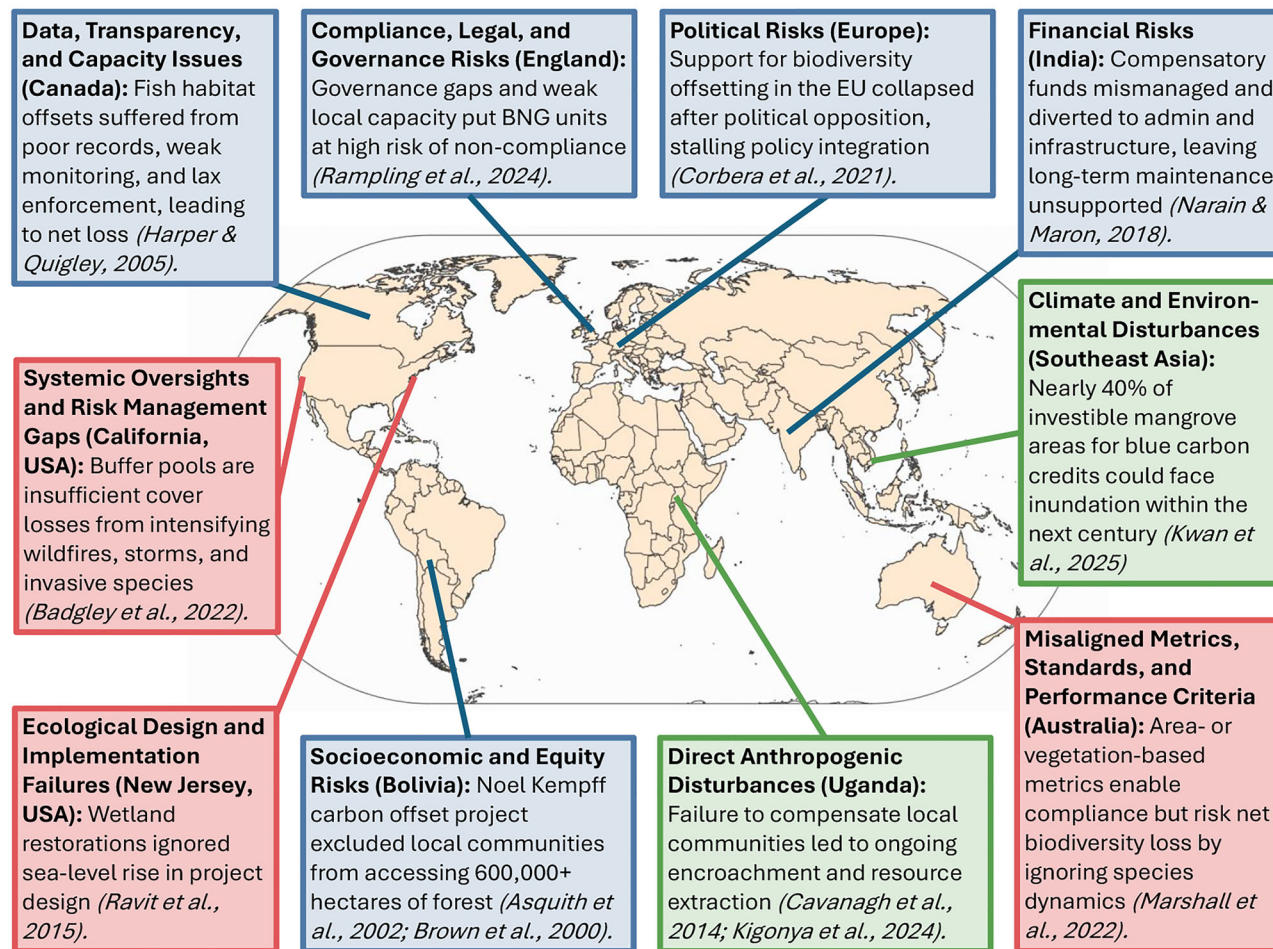 Data, Transparency,
and Capacity Issues
(Canada): Fish habitat
offsets suffered from
poor records, weak
monitoring, and lax
enforcement, leading
to net loss (Harper &
Quigley, 2005).
Compliance, Legal, and
Governance Risks (England):
Governance gaps and weak
local capacity put BNG units
at high risk of non-compliance
(Rampling et al., 2024).
Political Risks (Europe):
Support for biodiversity
offsetting in the EU collapsed
after political opposition,
stalling policy integration
(Corbera et al., 2021).
Financial Risks
(India): Compensatory
funds mismanaged and
diverted to admin and
infrastructure, leaving
long-term maintenance
unsupported (Narain &
Maron, 2018).
Climate and Environ-
mental Disturbances
(Southeast Asia):
Nearly 40% of
investible mangrove
areas for blue carbon
credits could face
inundation within the
next century (Kwan et
al., 2025)
Systemic Oversights
and Risk Management
Gaps (California,
USA): Buffer pools are
insufficient cover
losses from intensifying
wildfires, storms, and
invasive species
(Badgley et al., 2022).
Ecological Design and
Implementation
Failures (New Jersey,
USA): Wetland
restorations ignored
sea-level rise in project
design (Ravit et al.,
2015).
Socioeconomic and Equity
Risks (Bolivia): Noel Kempff
carbon offset project
excluded local communities
from accessing 600,000+
hectares of forest (Asquith et
al., 2002; Brown et al., 2000).
Direct Anthropogenic
Disturbances (Uganda):
Failure to compensate local
communities led to ongoing
encroachment and resource
extraction (Cavanagh et al.,
2014; Kigonya et al., 2024).
Misaligned Metrics,
Standards, and
Performance Criteria
(Australia): Area- or
vegetation-based
metrics enable
compliance but risk net
biodiversity loss by
ignoring species
dynamics (Marshall et
al., 2022).